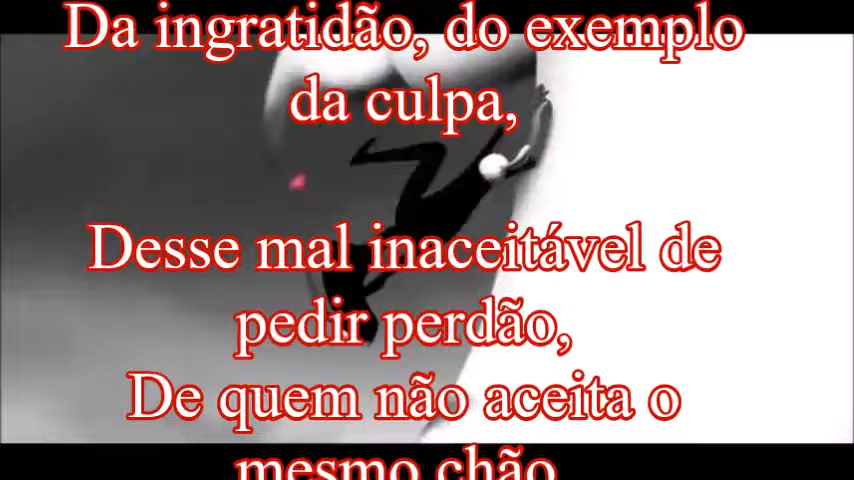 Da ingratidão, do exemplo
da culpa,
Desse mal inaceitável de
pedir perdão,
De quem não aceita o
mesmo chão